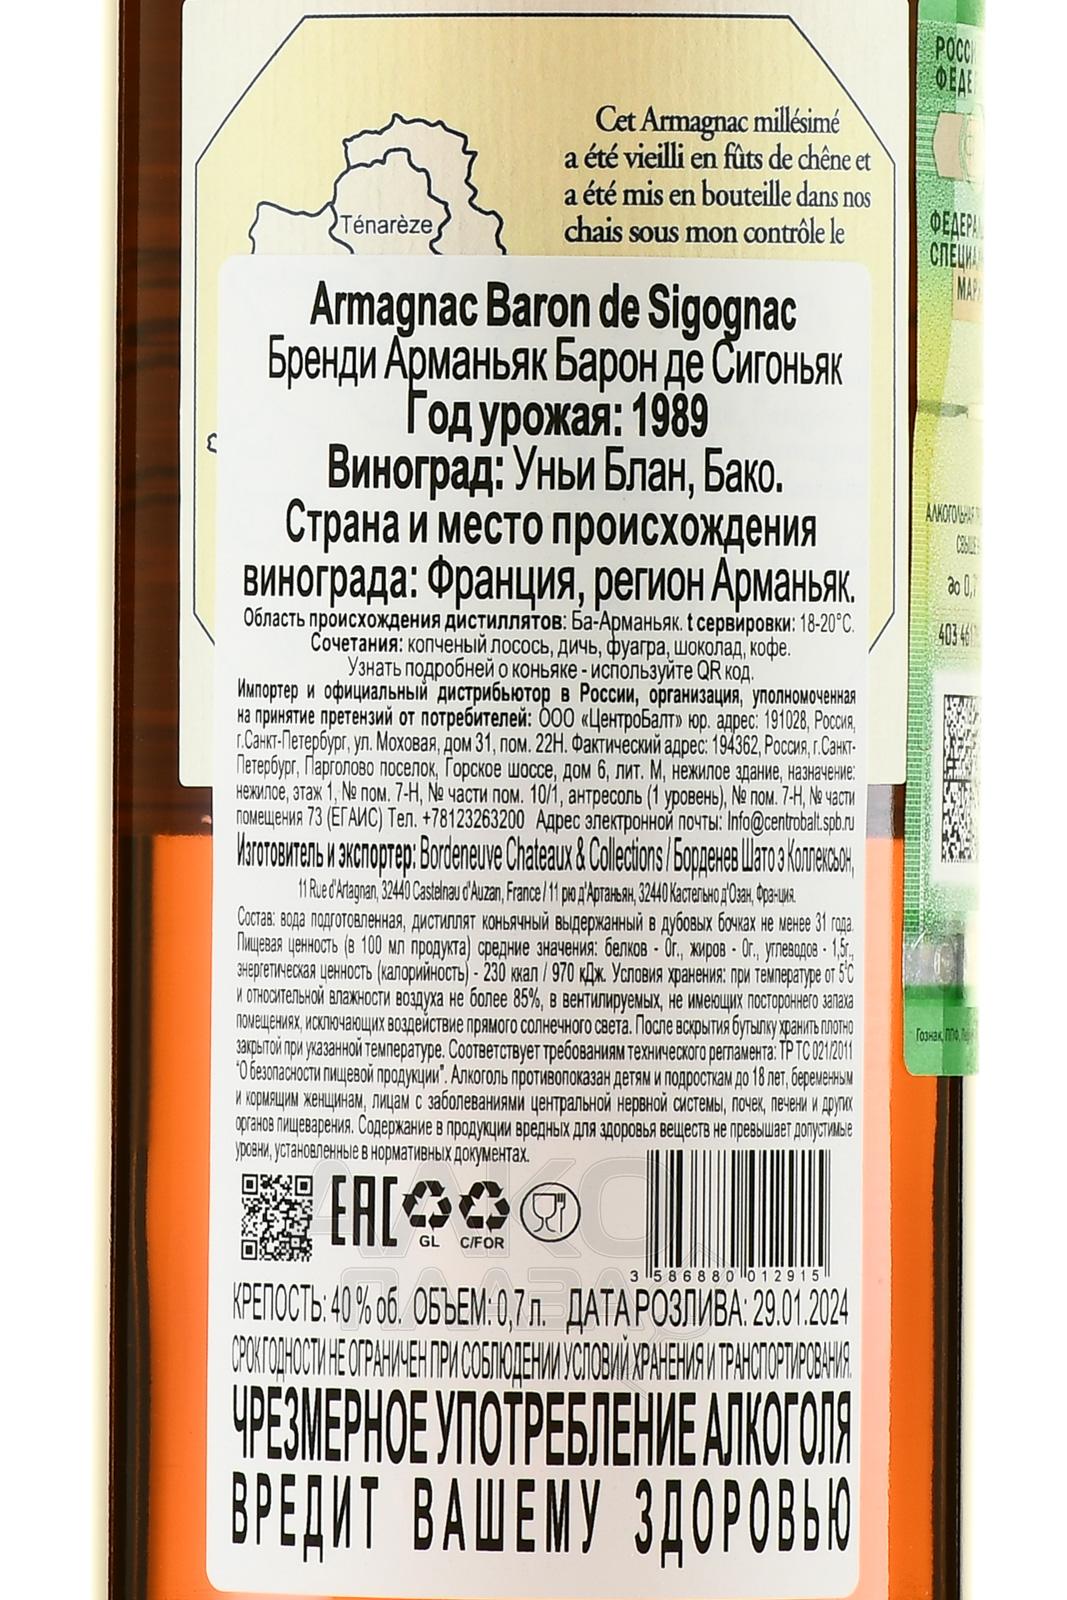 Cet Armagnac millésimé
a été vieilli en fûts de chêne et
a été mis en bouteille dans nos
chais sous mon contrôle le
Ténarèze
Armagnac Baron de Sigognac
Бренди Арманьяк Барон де Сигоньяк
Год урожая: 1989
Виноград: Уньи Блан, Бако.
Страна и место происхождения
винограда: Франция, регион Арманьяк.
Область происхождения дистиллятов: Ба-Арманьяк. t сервировки: 18-20°C.
Сочетания: копченый лосось, дичь, фуагра, шоколад, кофе.
Узнать подробней о коньяке - используйте QR код.
Импортер и официальный дистрибьютор в России, организация, уполномоченная
на принятие претензий от потребителей: ООО «ЦентроБалт» юр. адрес: 191028, Россия,
г.Санкт-Петербург, ул. Моховая, дом 31, пом. 22Н. Фактический адрес: 194362, Россия, г.Санкт-
Петербург, Парголово поселок, Горское шоссе, дом 6, лит. М, нежилое здание, назначение:
нежилое, этаж 1, № пом. 7-Н, № части пом. 10/1, антресоль (1 уровень), № пом. 7-Н, № части
помещения 73 (ЕГАИС) Тел. +78123263200 Адрес электронной почты: Info@centrobalt.spb.ru
Изготовитель и экспортер: Bordeneuve Chateaux & Collections / Борденев Шато э Коллексьон,
11 Rue d'Artagnan, 32440 Castelnau d'Auzan, France / 11 рю д'Артаньян, 32440 Кастельно д'Озан, Франция.
Состав: вода подготовленная, дистиллят коньячный выдержанный в дубовых бочках не менее 31 года.
Пищевая ценность (в 100 мл продукта) средние значения: белков - 0г., жиров - 0г., углеводов - 1,5г.,
энергетическая ценность (калорийность) - 230 ккал / 970 кДж. Условия хранения: при температуре от 5°C
и относительной влажности воздуха не более 85%, в вентилируемых, не имеющих постороннего запаха
помещениях, исключающих воздействие прямого солнечного света. После вскрытия бутылку хранить плотно
закрытой при указанной температуре. Соответствует требованиям технического регламента: ТР ТС 021/2011
"О безопасности пищевой продукции". Алкоголь противопоказан детям и подросткам до 18 лет, беременным
и кормящим женщинам, лицам с заболеваниями центральной нервной системы, почек, печени и других
органов пищеварения. Содержание в продукции вредных для здоровья веществ не превышает допустимые
уровни, установленные в нормативных документах.
EAC
GL
C/FOR
3 586880 012915
КРЕПОСТЬ: 40 % об. ОБЪЕМ: 0,7 л. ДАТА РОЗЛИВА: 29.01.2024
СРОК ГОДНОСТИ НЕ ОГРАНИЧЕН ПРИ СОБЛЮДЕНИИ УСЛОВИЙ ХРАНЕНИЯ И ТРАНСПОРТИРОВАНИЯ.
ЧРЕЗМЕРНОЕ УПОТРЕБЛЕНИЕ АЛКОГОЛЯ
ВРЕДИТ ВАШЕМУ ЗДОРОВЬЮ
АЛКО
ПЛАЗА
до 0,7
Гознак,